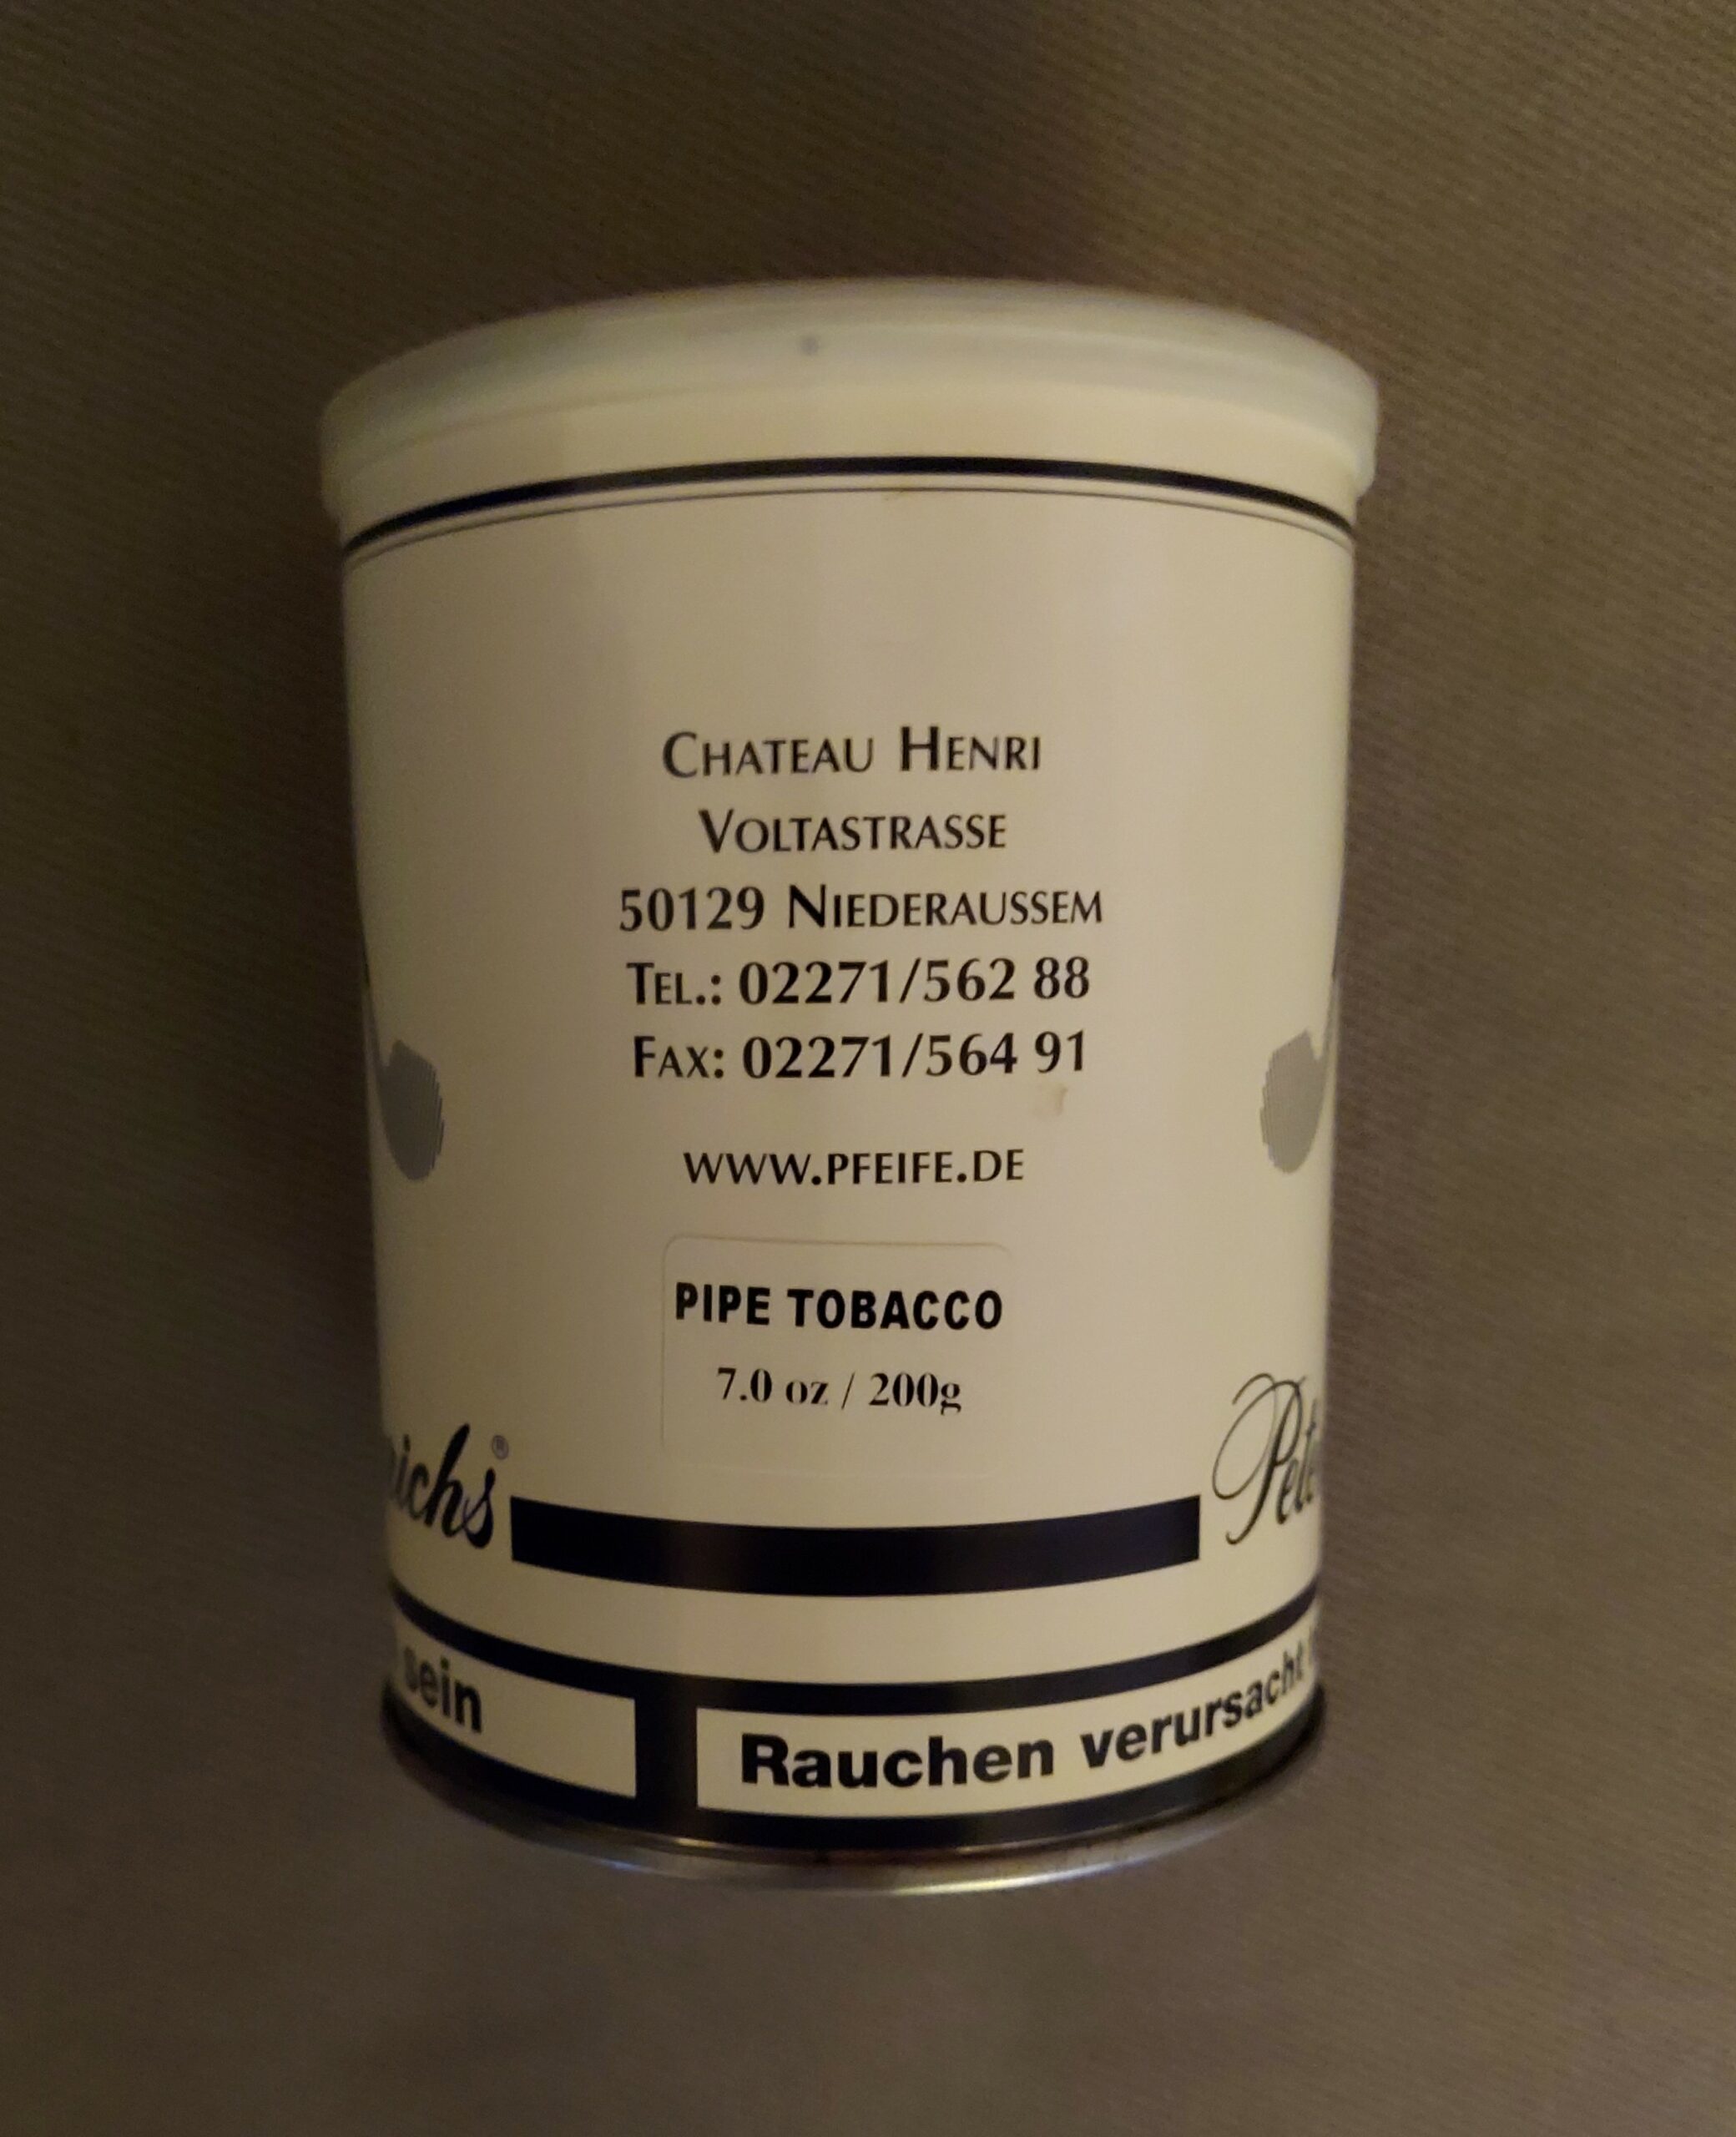 CHATEAU HENRI
VOLTASTRASSE
50129 NIEDERAUSSEM
TEL.: 02271/562 88
FAX: 02271/564 91
WWW.PFEIFE.DE
PIPE TOBACCO
7.0 oz / 200g
sein
Rauchen verursacht